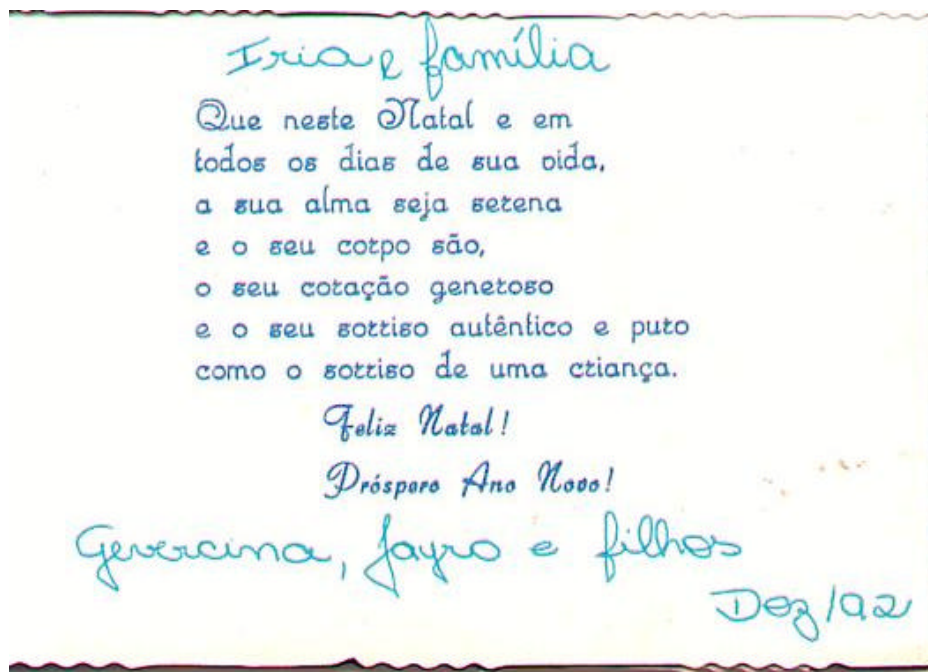 Iria e família
Que neste Natal e em
todos os dias de sua vida,
a sua alma seja serena
e o seu corpo são,
o seu coração generoso
e o seu sorriso autêntico e puro
como o sorriso de uma criança.
Feliz Natal!
Próspero Ano Novo!
Gevercina, Jayro e filhos
Dez/92